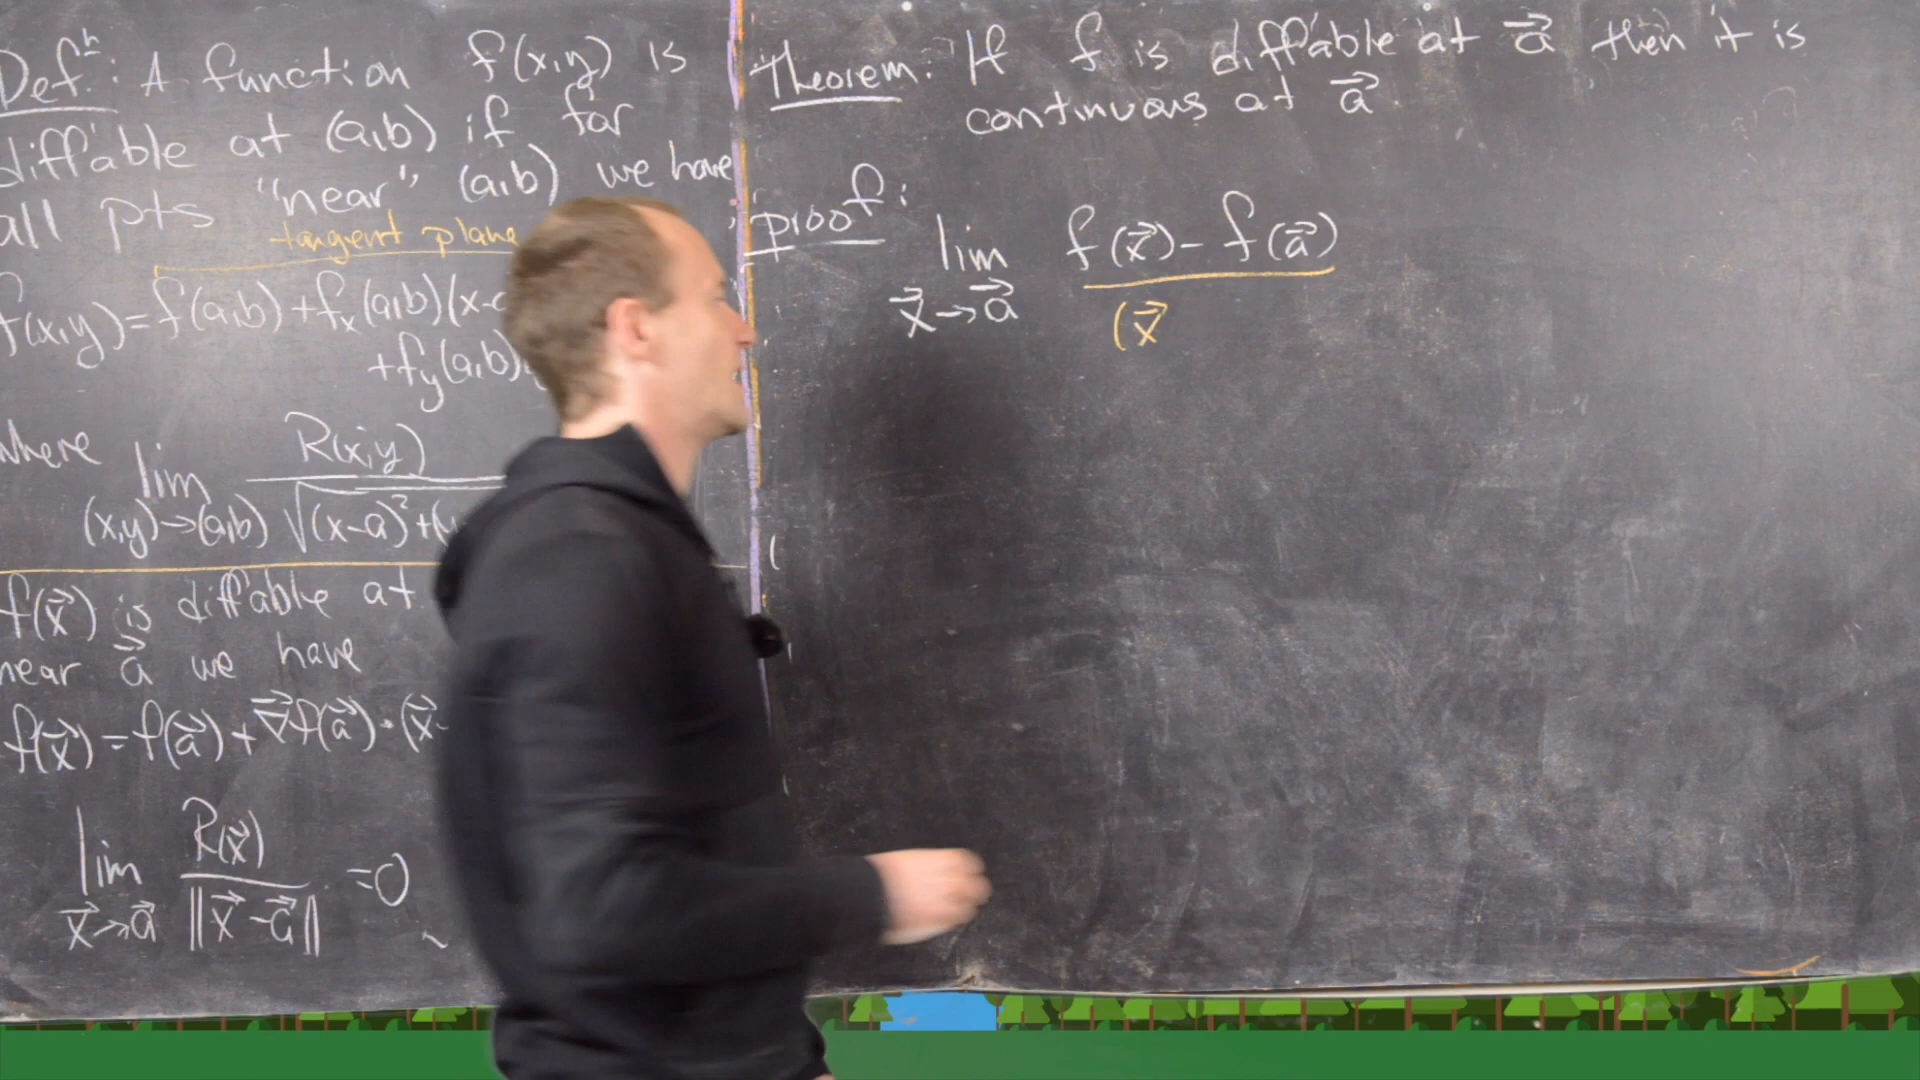 Defⁿ: A function f(x,y) is
diffable at (a,b) if for
all pts "near" (a,b) we have
tangent plane
f(x,y)=f(a,b)+fₓ(a,b)(x-
+f_y(a,b)
where lim R(x,y)
(x,y)→(a,b) √(x-a)²+(
f(x⃗) is diffable at
near a⃗ we have
f(x⃗)=f(a⃗)+∇⃗f(a⃗)·(x⃗-
lim R(x⃗) =0
x⃗→a⃗ ||x⃗-a⃗||
Theorem: If f is diffable at a⃗ then it is
continuous at a⃗
proof:
lim f(x⃗)-f(a⃗)
x⃗→a⃗ (x⃗